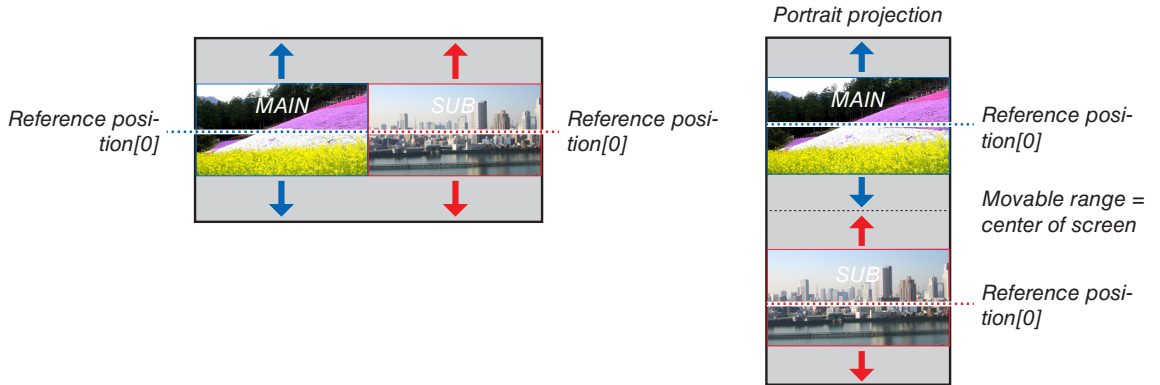 Portrait projection
MAIN
SUB
Reference posi-
tion[0]
Reference posi-
tion[0]
MAIN
Reference posi-
tion[0]
Movable range =
center of screen
SUB
Reference posi-
tion[0]